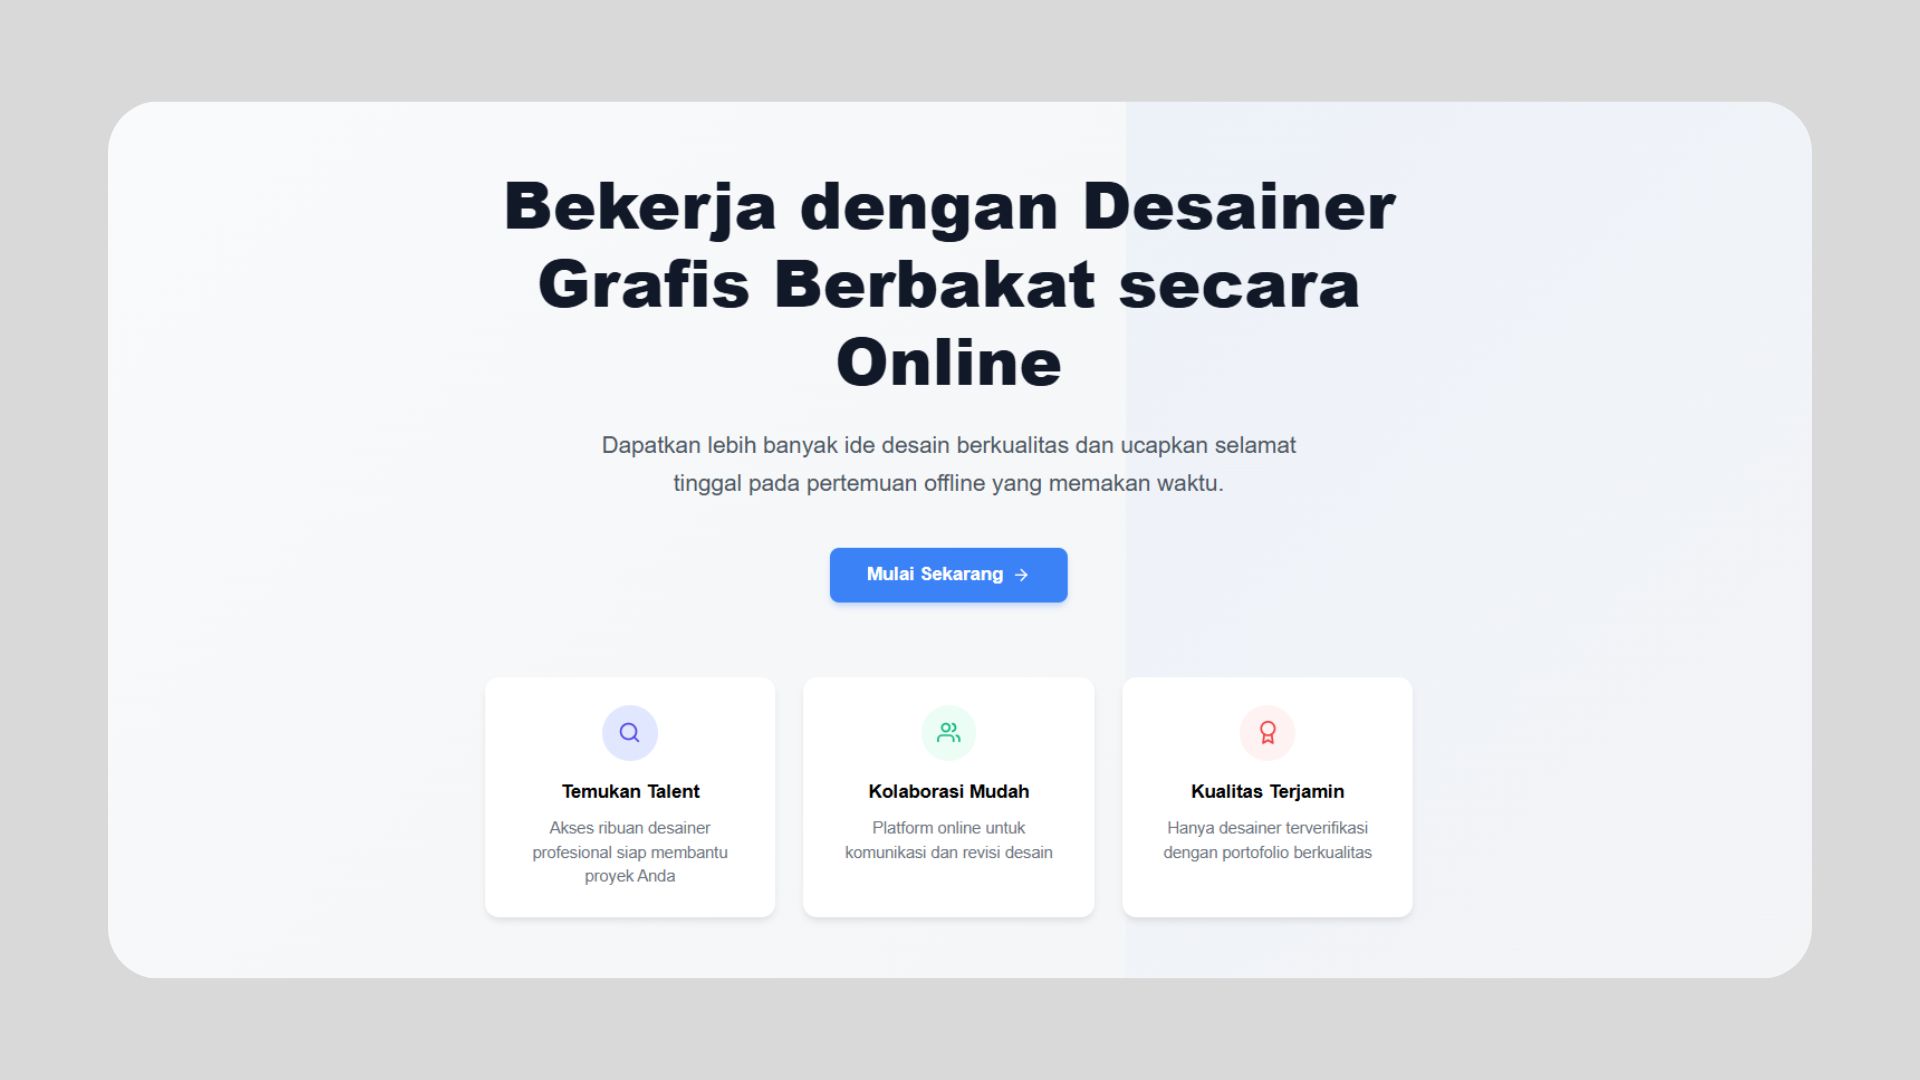 Bekerja dengan Desainer
Grafis Berbakat secara
Online
Dapatkan lebih banyak ide desain berkualitas dan ucapkan selamat
tinggal pada pertemuan offline yang memakan waktu.
Mulai Sekarang →
Temukan Talent
Akses ribuan desainer
profesional siap membantu
proyek Anda
Kolaborasi Mudah
Platform online untuk
komunikasi dan revisi desain
Kualitas Terjamin
Hanya desainer terverifikasi
dengan portofolio berkualitas